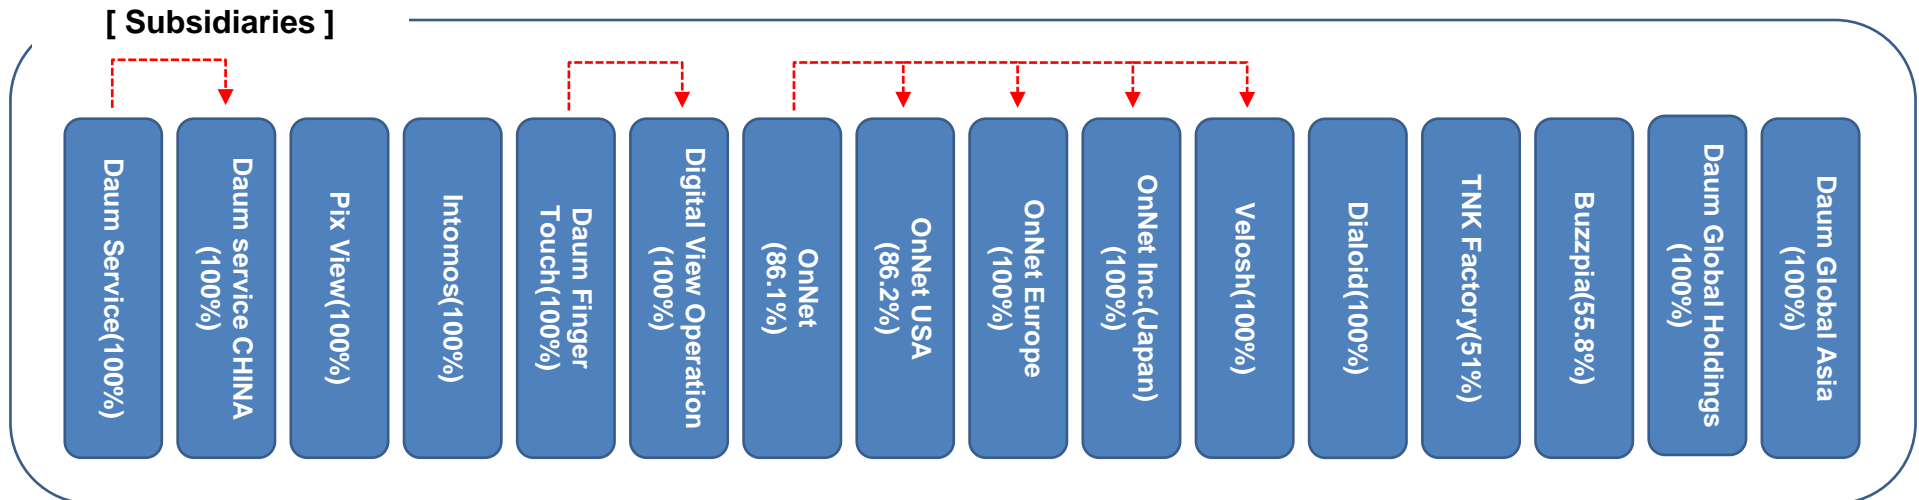 [ Subsidiaries ]
Daum Service(100%)
Daum service CHINA
(100%)
Pix View(100%)
Intomos(100%)
Daum Finger
Touch(100%)
Digital View Operation
(100%)
OnNet
(86.1%)
OnNet USA
(86.2%)
OnNet Europe
(100%)
OnNet Inc.(Japan)
(100%)
Velosh(100%)
Dialoid(100%)
TNK Factory(51%)
Buzzpia(55.8%)
Daum Global Holdings
(100%)
Daum Global Asia
(100%)